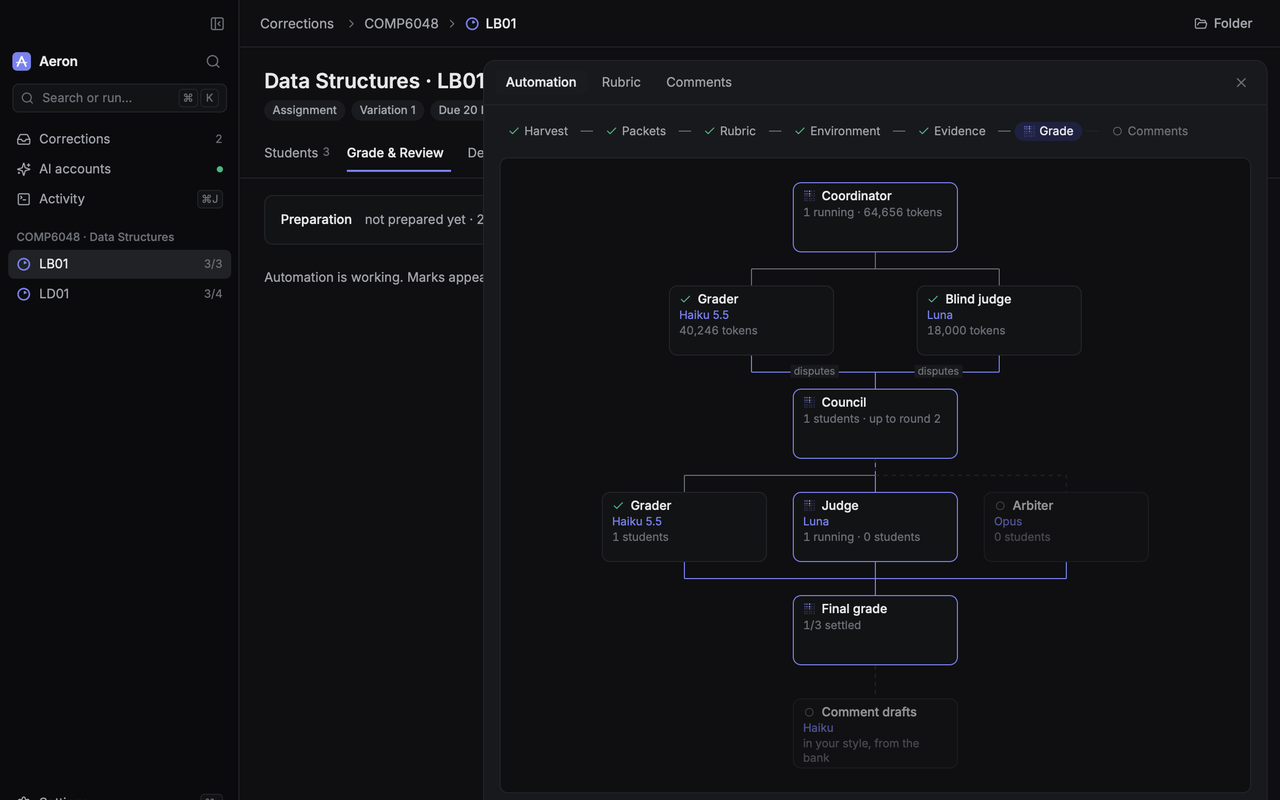 Corrections > COMP6048 > LB01
Folder
Aeron
Search or run... ⌘ K
Corrections 2
AI accounts
Activity ⌘J
COMP6048 · Data Structures
LB01 3/3
LD01 3/4
Data Structures · LB01
Assignment Variation 1 Due 20
Students 3 Grade & Review De
Preparation not prepared yet · 2
Automation is working. Marks appea
Automation Rubric Comments
Harvest — Packets — Rubric — Environment — Evidence — Grade — Comments
Coordinator
1 running · 64,656 tokens
Grader
Haiku 5.5
40,246 tokens
Blind judge
Luna
18,000 tokens
disputes disputes
Council
1 students · up to round 2
Grader
Haiku 5.5
1 students
Judge
Luna
1 running · 0 students
Arbiter
Opus
0 students
Final grade
1/3 settled
Comment drafts
Haiku
in your style, from the
bank